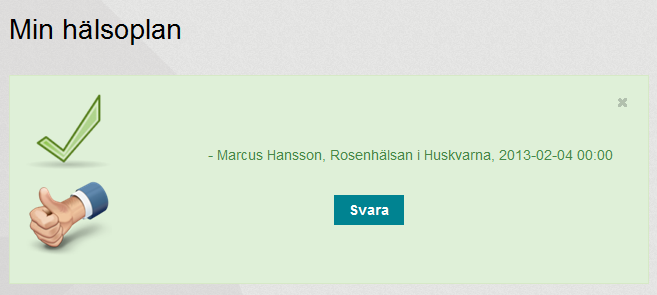 Min hälsoplan
- Marcus Hansson, Rosenhälsan i Huskvarna, 2013-02-04 00:00
Svara